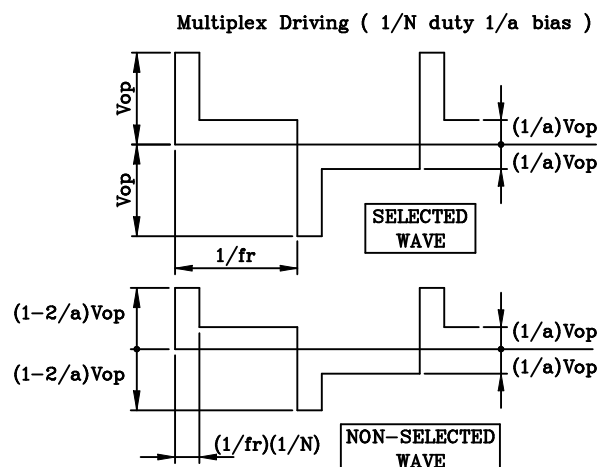 Multiplex Driving ( 1/N duty 1/a bias )
Vop
Vop
(1/a)Vop
(1/a)Vop
SELECTED
WAVE
1/fr
(1-2/a)Vop
(1-2/a)Vop
(1/a)Vop
(1/a)Vop
(1/fr)(1/N)
NON-SELECTED
WAVE